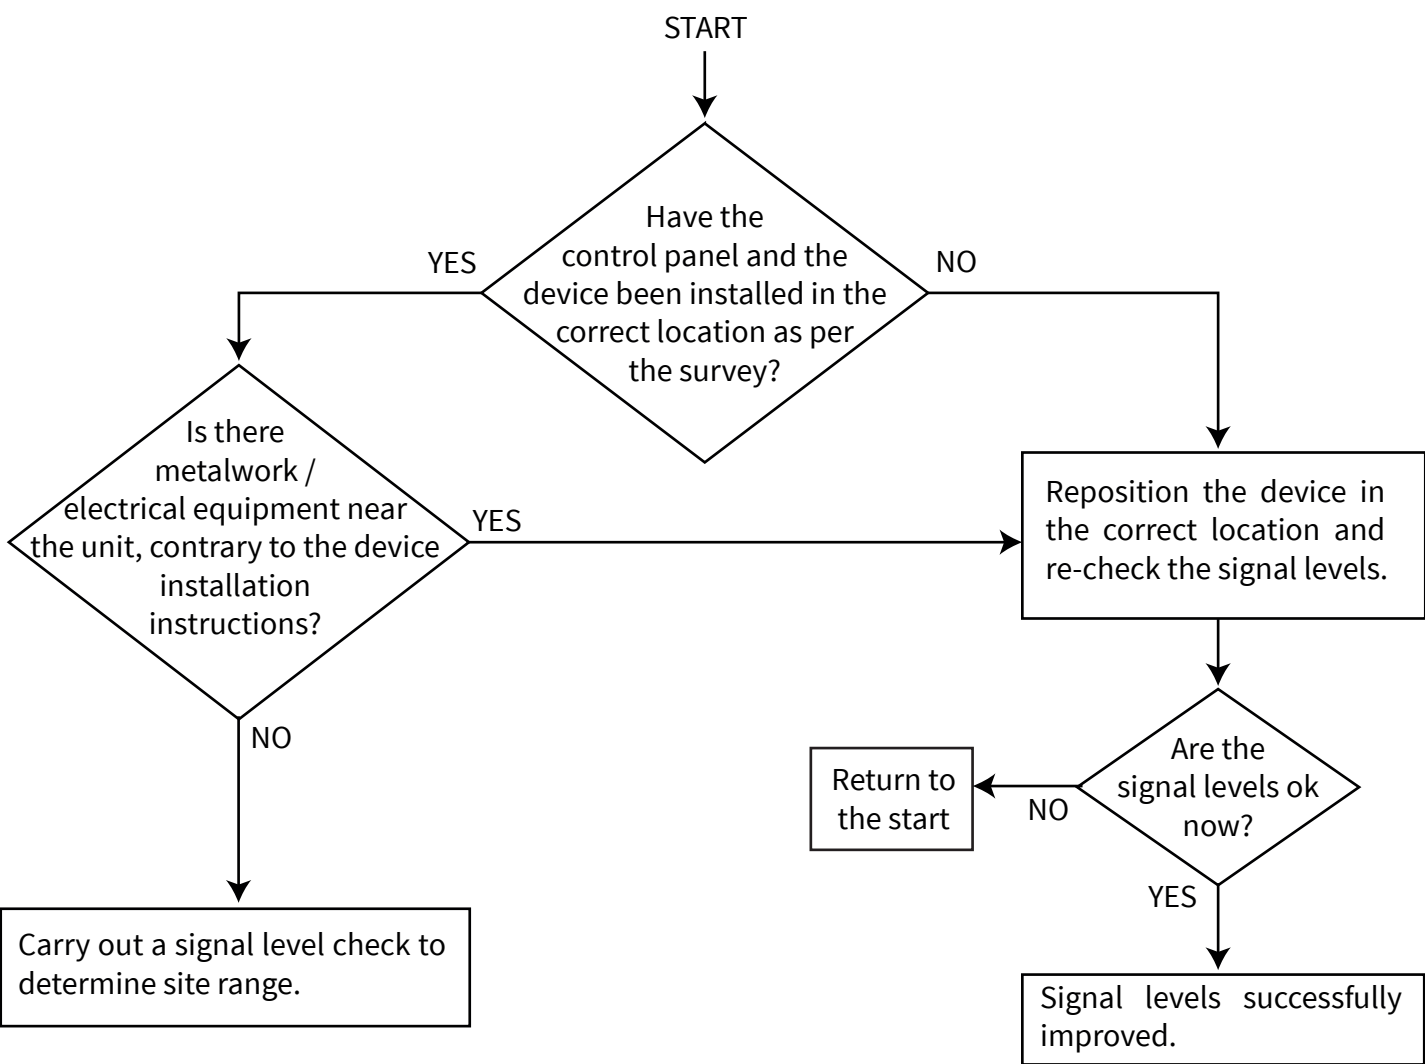 START
Have the
control panel and the
device been installed in the
correct location as per
the survey?
YES
NO
Is there
metalwork /
electrical equipment near
the unit, contrary to the device
installation
instructions?
YES
NO
Reposition the device in
the correct location and
re-check the signal levels.
Are the
signal levels ok
now?
NO
Return to
the start
YES
Carry out a signal level check to
determine site range.
Signal levels successfully
improved.